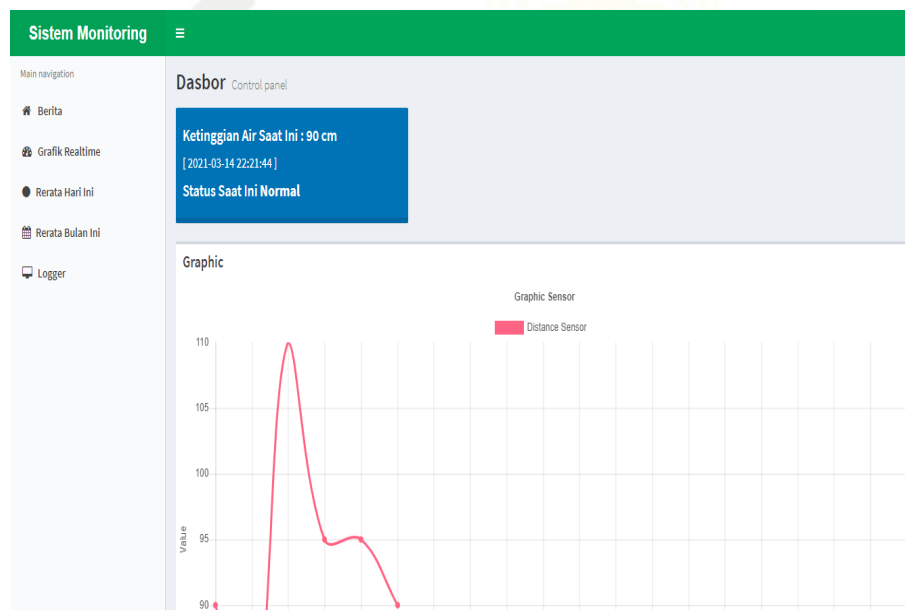 Sistem Monitoring
Main navigation
Berita
Grafik Realtime
Rerata Hari Ini
Rerata Bulan Ini
Logger
Dasbor Control panel
Ketinggian Air Saat Ini : 90 cm
[ 2021-03-14 22:21:44 ]
Status Saat Ini Normal
Graphic
Graphic Sensor
Distance Sensor
110
105
100
95
90
Value